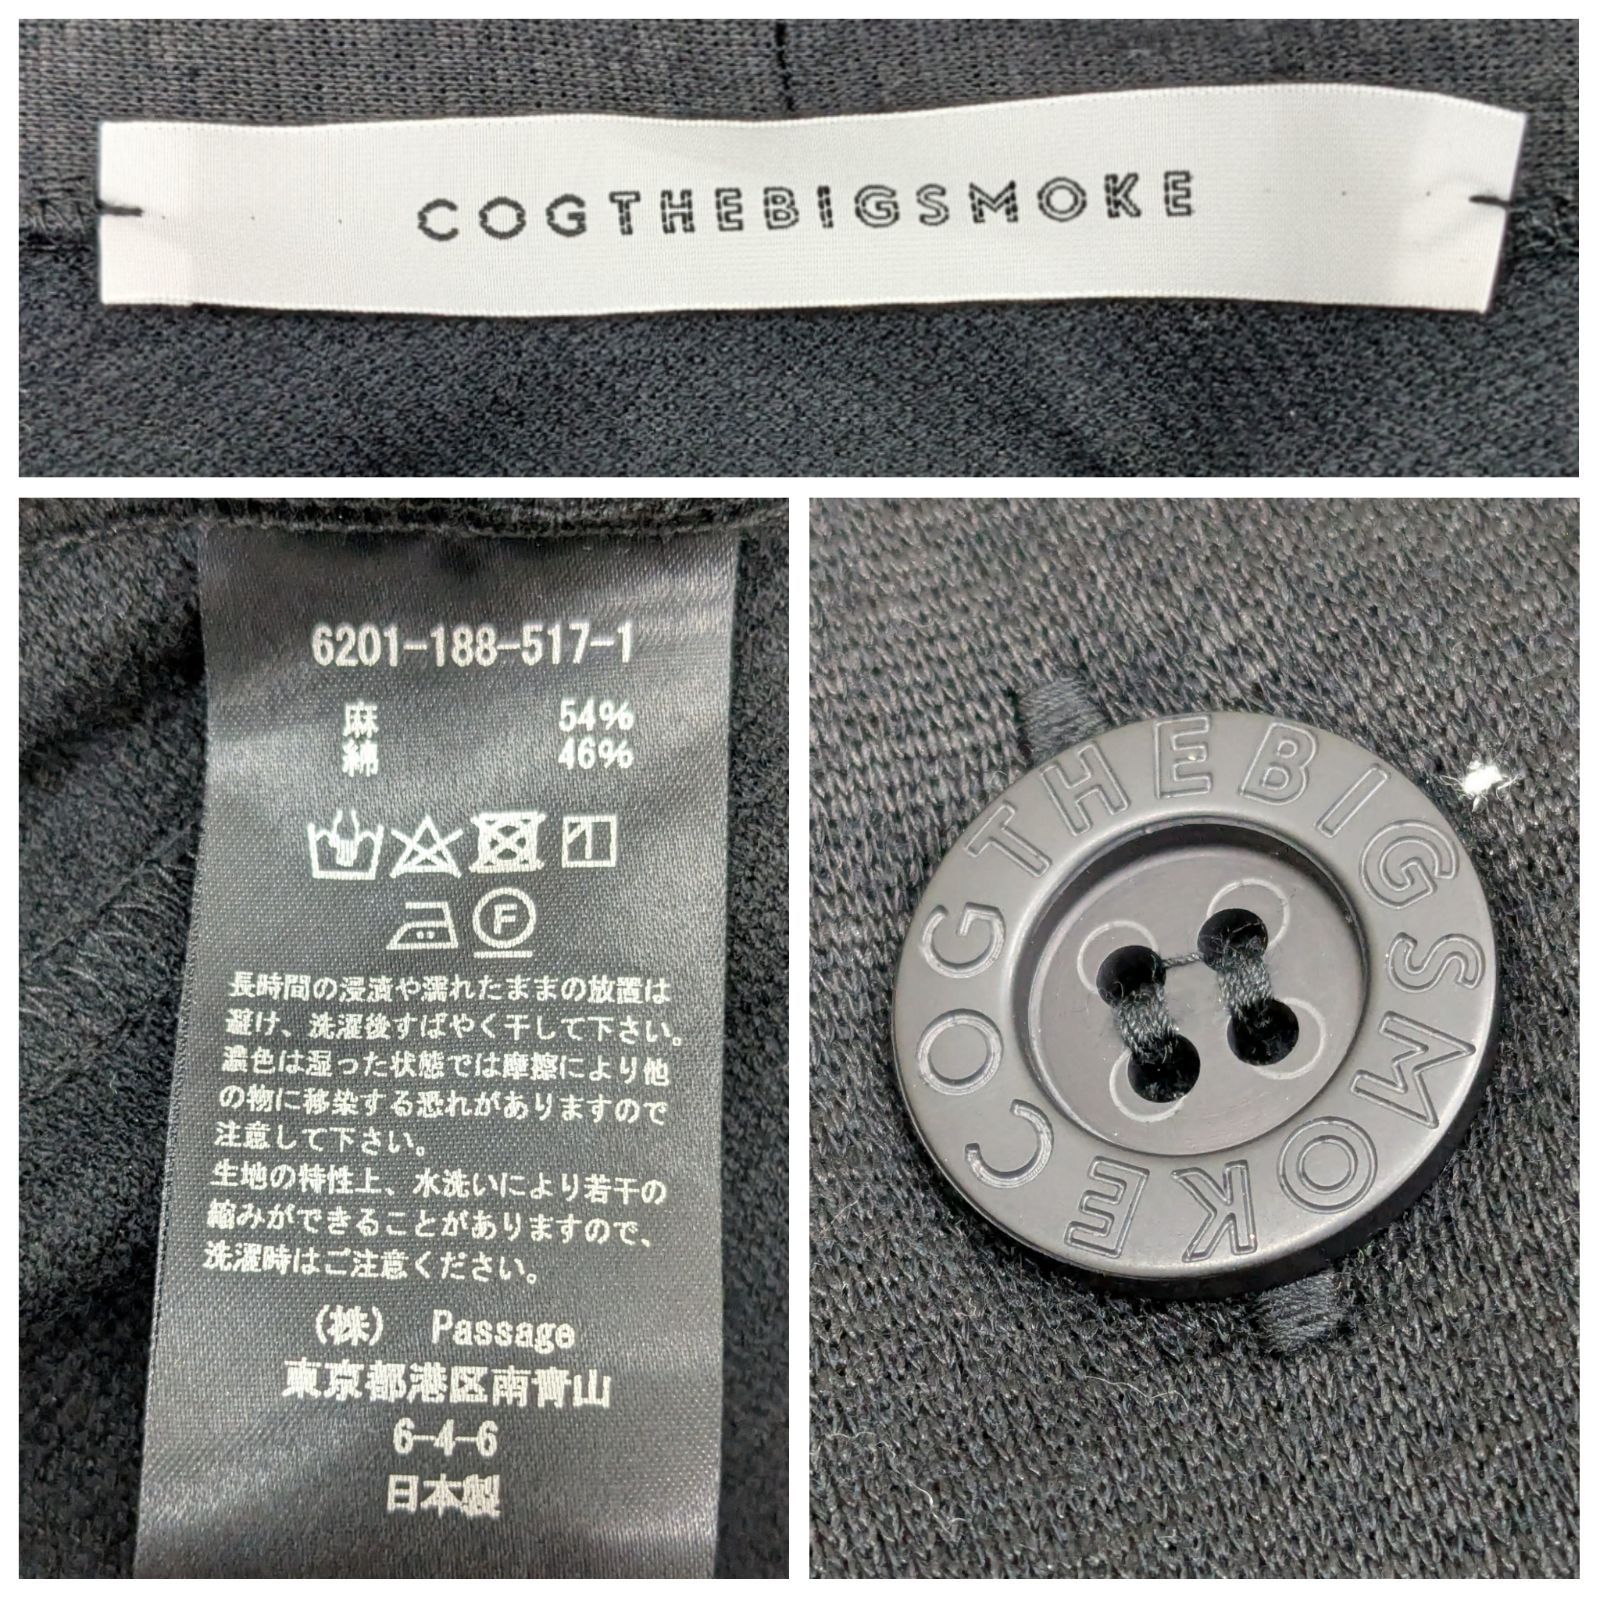 COGTHEBIGSMOKE
6201-188-517-1
麻 54%
綿 46%
F
長時間の浸漬や濡れたままの放置は
避け、洗濯後すばやく干して下さい。
濃色は湿った状態では摩擦により他
の物に移染する恐れがありますので
注意して下さい。
生地の特性上、水洗いにより若干の
縮みができることがありますので、
洗濯時はご注意ください。
(株) Passage
東京都港区南青山
6-4-6
日本製
COGTHEBIGSMOKE